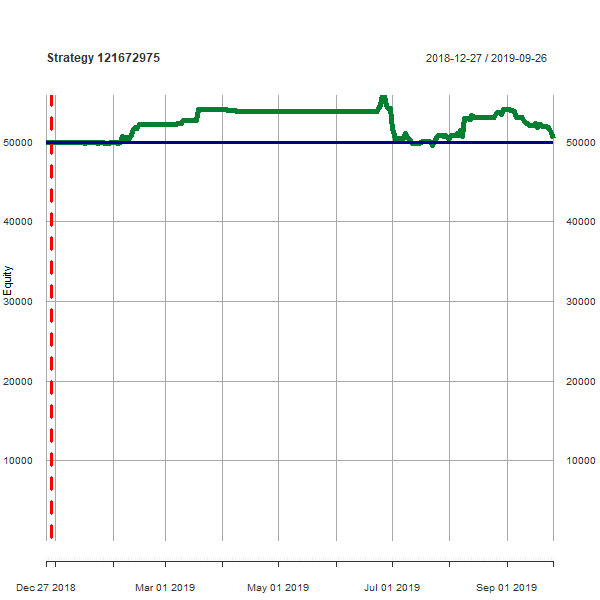 Strategy 121672975
2018-12-27 / 2019-09-26
50000
50000
40000
40000
Equity
30000
30000
20000
20000
10000
10000
Dec 27 2018
Mar 01 2019
May 01 2019
Jul 01 2019
Sep 01 2019